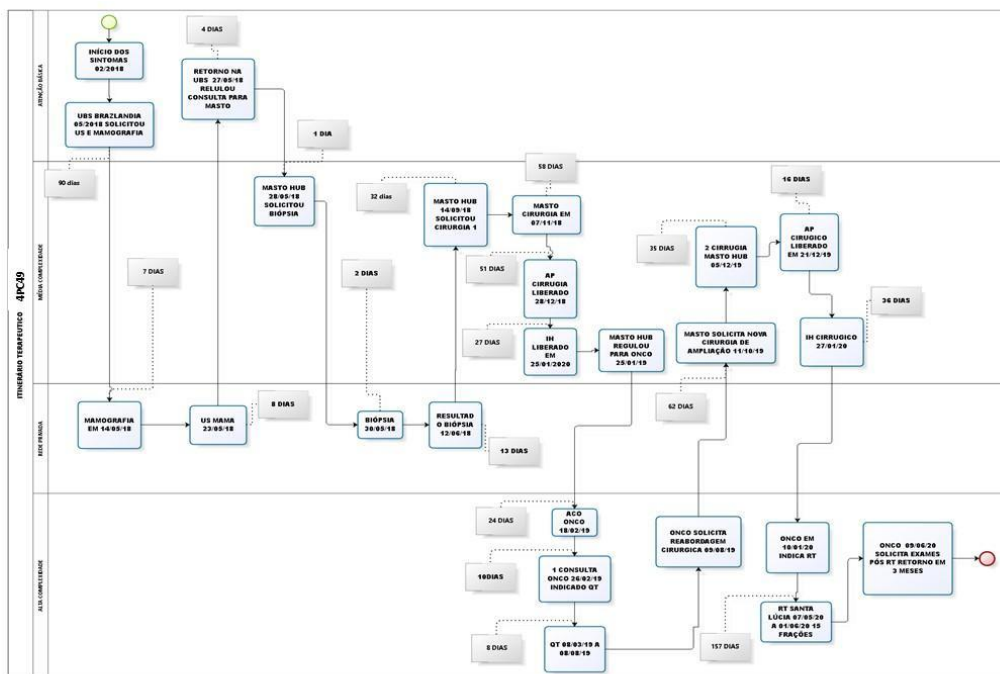 ITINERÁRIO TERAPEUTICO 4PC49
ATENÇÃO BÁSICA
INÍCIO DOS
SINTOMAS
02/2018
UBS BRAZLANDIA
05/2018 SOLICITOU
US E MAMOGRAFIA
4 DIAS
RETORNO NA
UBS 27/05/18
RELULOU
CONSULTA PARA
MASTO
1 DIA
MÉDIA COMPLEXIDADE
90 dias
7 DIAS
MASTO HUB
28/05/18
SOLICITOU
BIÓPSIA
2 DIAS
32 dias
MASTO HUB
14/09/18
SOLICITOU
CIRURGIA 1
58 DIAS
MASTO
CIRURGIA EM
07/11/18
51 DIAS
AP
CIRRUGIA
LIBERADO
28/12/18
27 DIAS
IH
LIBERADO
EM
25/01/2020
MASTO HUB
REGULOU
PARA ONCO
25/01/19
35 DIAS
2 CIRRUGIA
MASTO HUB
05/12/19
MASTO SOLICITA NOVA
CIRURGIA DE
AMPLIAÇÃO 11/10/19
16 DIAS
AP
CIRUGICO
LIBERADO
EM 21/12/19
36 DIAS
IH CIRRUGICO
27/01/20
REDE PRIVADA
MAMOGRAFIA
EM 14/05/18
US MAMA
23/05/18
8 DIAS
BIÓPSIA
30/05/18
RESULTAD
O BIÓPSIA
12/06/18
13 DIAS
62 DIAS
ALTA COMPLEXIDADE
24 DIAS
ACO
ONCO
18/02/19
10DIAS
1 CONSULTA
ONCO 26/02/19
INDICADO QT
8 DIAS
QT 08/03/19 A
08/08/19
ONCO SOLICITA
REABORDAGEM
CIRURGICA 09/08/19
157 DIAS
ONCO EM
10/01/20
INDICA RT
RT SANTA
LÚCIA 07/05/20
A 01/06/20 15
FRAÇÕES
ONCO 09/06/20
SOLICITA EXAMES
PÓS RT RETORNO EM
3 MESES